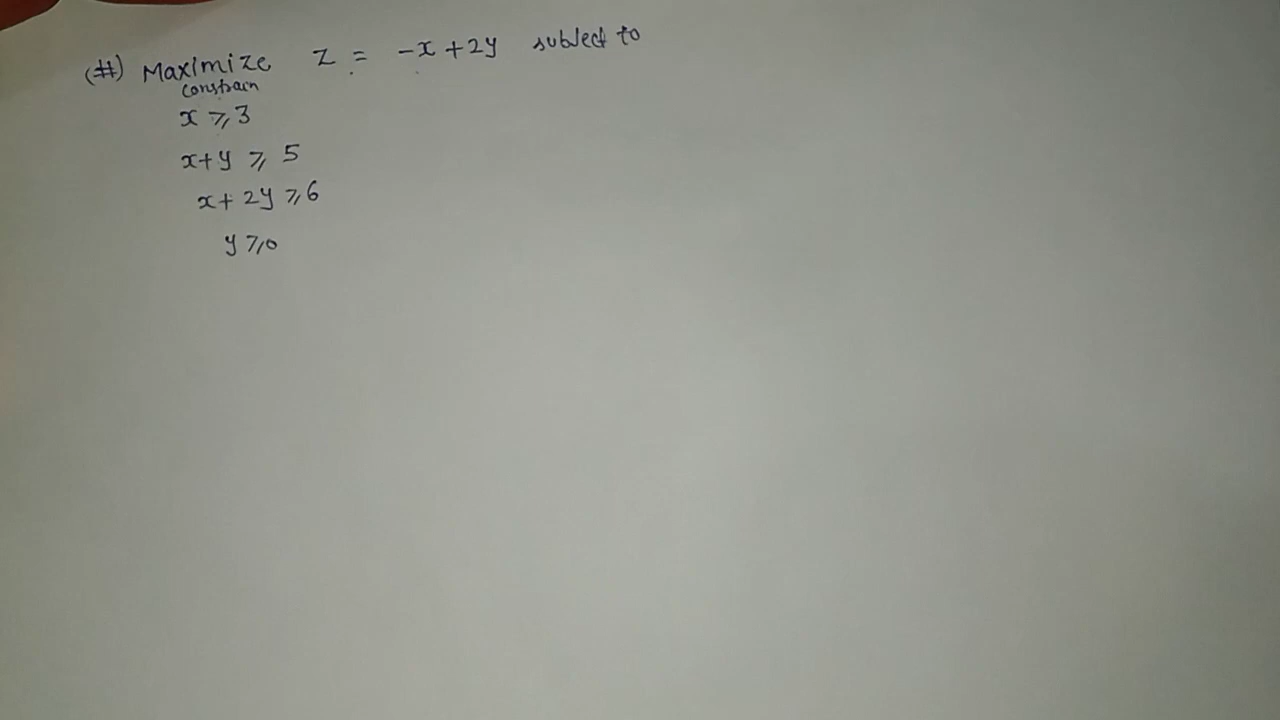 (#) Maximize z = -x + 2y subject to
constrain
x ⩾ 3
x+y ⩾ 5
x + 2y ⩾ 6
y ⩾ 0